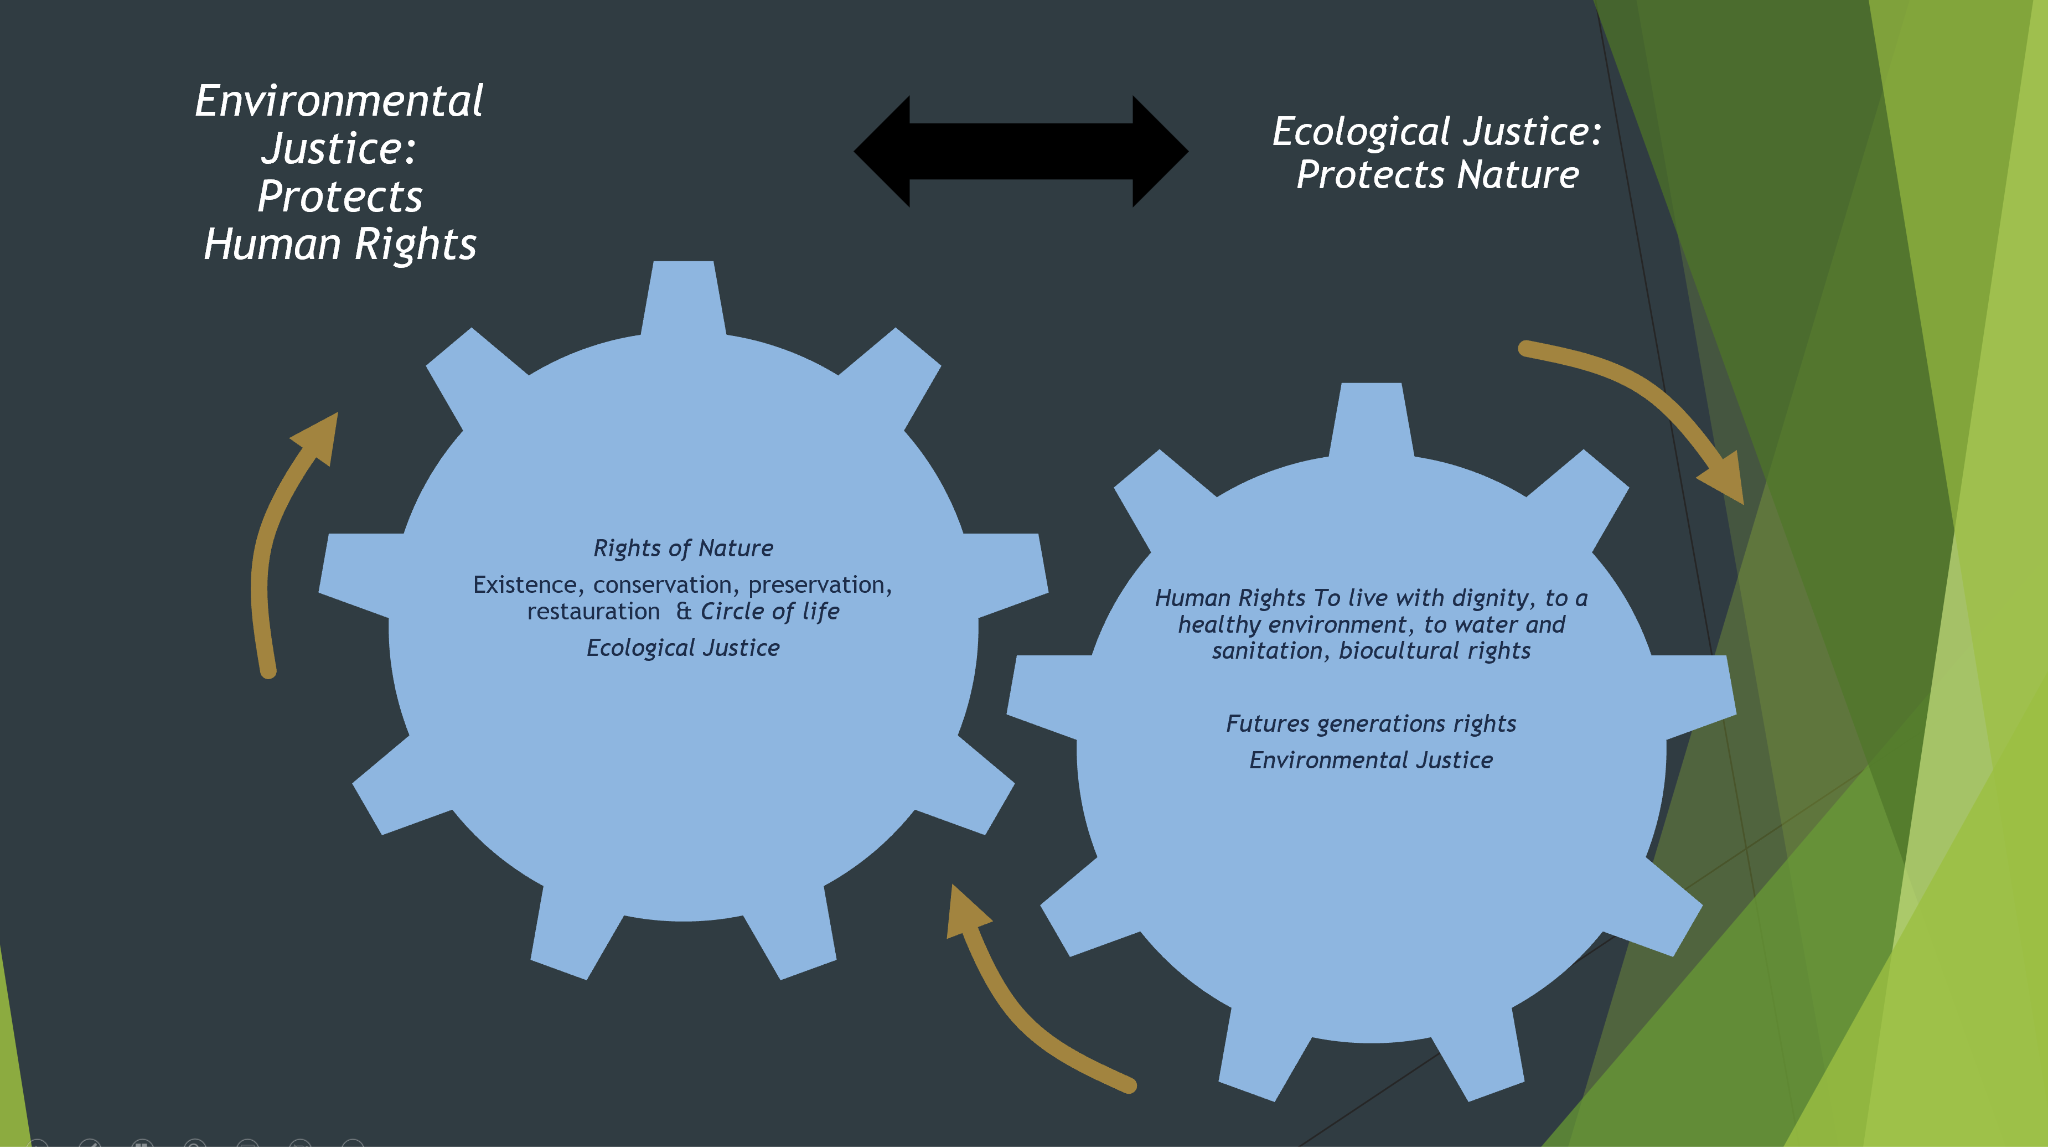 Environmental
Justice:
Protects
Human Rights
Ecological Justice:
Protects Nature
Rights of Nature
Existence, conservation, preservation,
restauration & Circle of life
Ecological Justice
Human Rights To live with dignity, to a
healthy environment, to water and
sanitation, biocultural rights
Futures generations rights
Environmental Justice